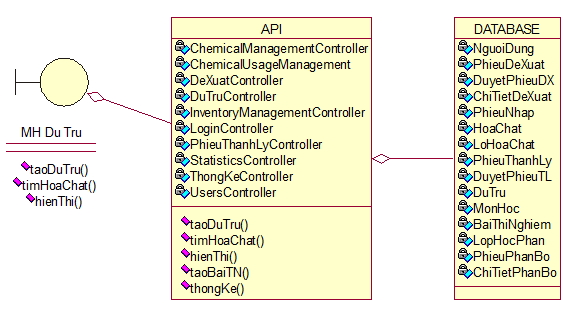 MH Du Tru
taoDuTru()
timHoaChat()
hienThi()
API
ChemicalManagementController
ChemicalUsageManagement
DeXuatController
DuTruController
InventoryManagementController
LoginController
PhieuThanhLyController
StatisticsController
ThongKeController
UsersController
taoDuTru()
timHoaChat()
hienThi()
taoBaiTN()
thongKe()
DATABASE
NguoiDung
PhieuDeXuat
DuyetPhieuDX
ChiTietDeXuat
PhieuNhap
HoaChat
LoHoaChat
PhieuThanhLy
DuyetPhieuTL
DuTru
MonHoc
BaiThiNghiem
LopHocPhan
PhieuPhanBo
ChiTietPhanBo